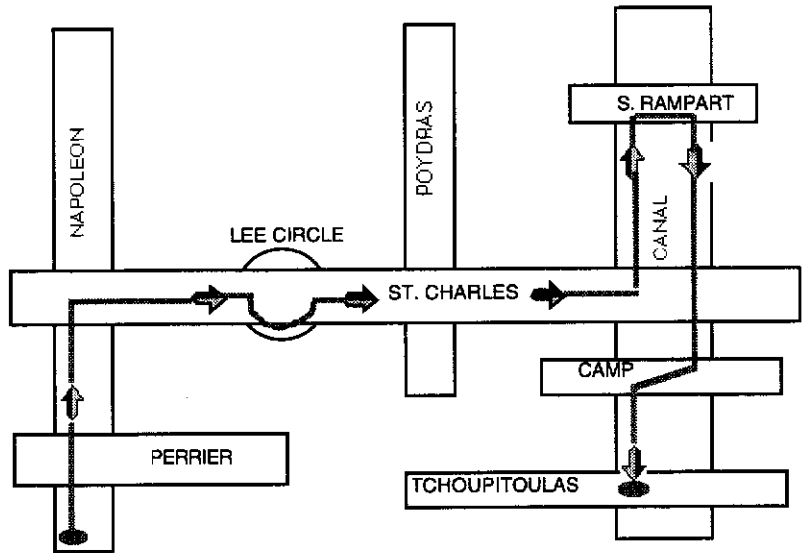 S. RAMPART
NAPOLEON
POYDRAS
CANAL
LEE CIRCLE
ST. CHARLES
CAMP
PERRIER
TCHOUPITOULAS